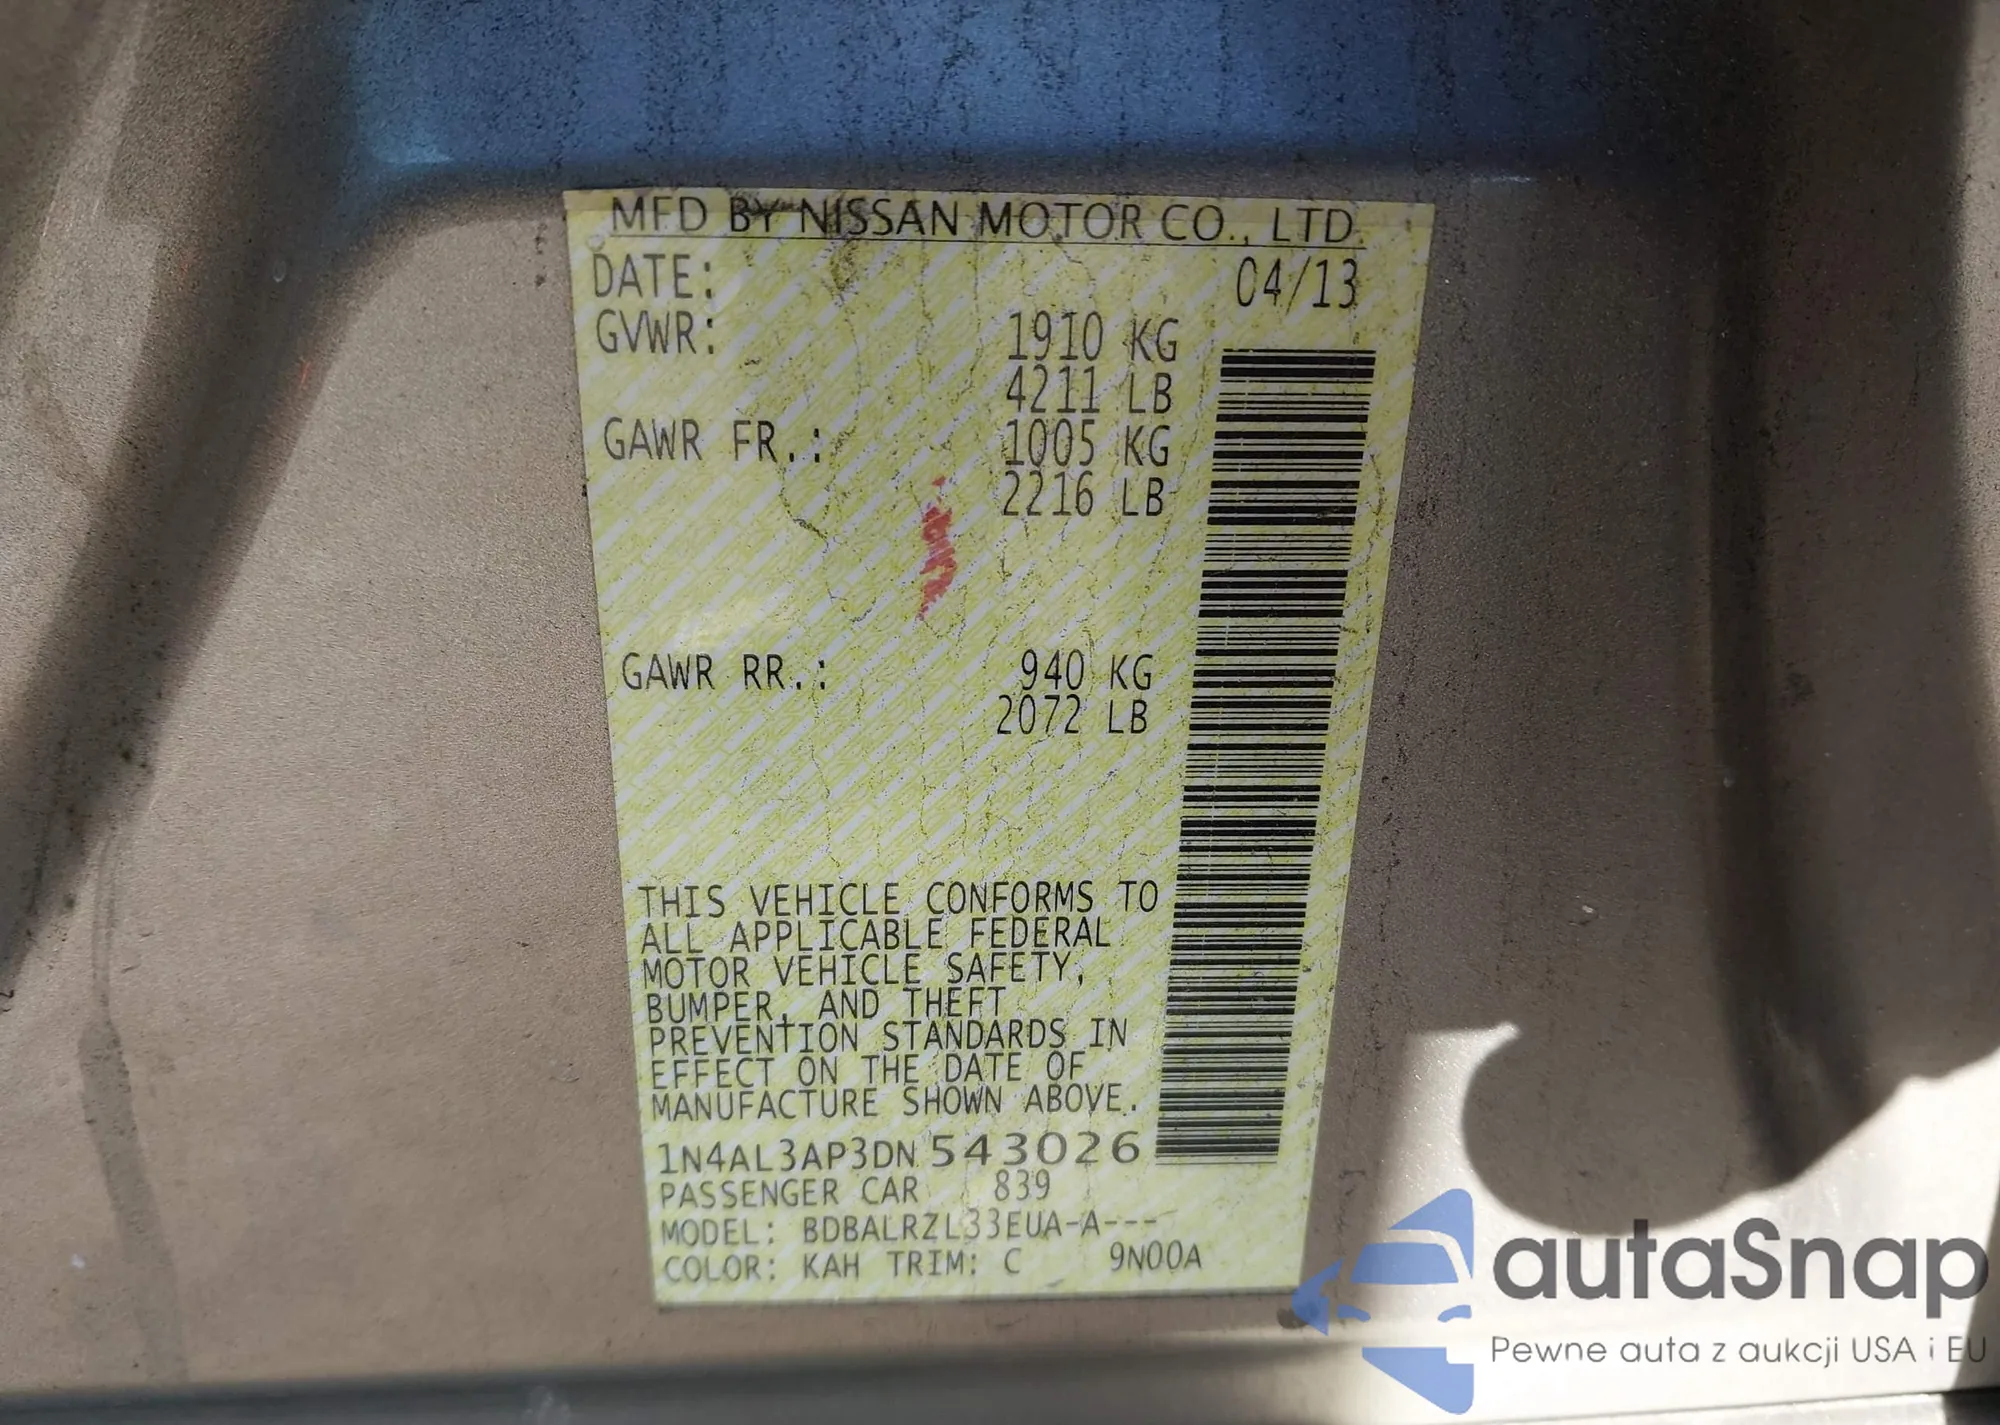 MFD BY NISSAN MOTOR CO., LTD.
DATE: 04/13
GVWR: 1910 KG
4211 LB
GAWR FR.: 1005 KG
2216 LB
GAWR RR.: 940 KG
2072 LB
THIS VEHICLE CONFORMS TO
ALL APPLICABLE FEDERAL
MOTOR VEHICLE SAFETY,
BUMPER, AND THEFT
PREVENTION STANDARDS IN
EFFECT ON THE DATE OF
MANUFACTURE SHOWN ABOVE.
1N4AL3AP3DN543026
PASSENGER CAR 839
MODEL: BDBALRZL33EUA-A---
COLOR: KAH TRIM: C 9N00A
autaSnap
Pewne auta z aukcji USA i EU